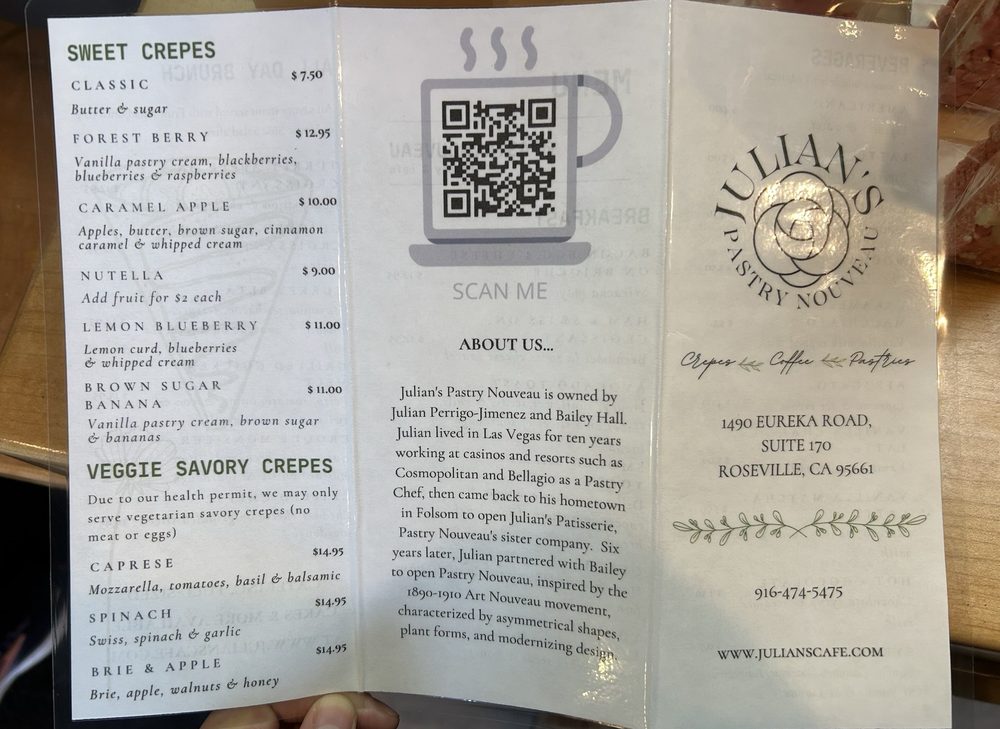 SWEET CREPES
CLASSIC $7.50
Butter & sugar
FOREST BERRY $12.95
Vanilla pastry cream, blackberries,
blueberries & raspberries
CARAMEL APPLE $10.00
Apples, butter, brown sugar, cinnamon
caramel & whipped cream
NUTELLA $9.00
Add fruit for $2 each
LEMON BLUEBERRY $11.00
Lemon curd, blueberries
& whipped cream
BROWN SUGAR
BANANA $11.00
Vanilla pastry cream, brown sugar
& bananas
VEGGIE SAVORY CREPES
Due to our health permit, we may only
serve vegetarian savory crepes (no
meat or eggs)
CAPRESE $14.95
Mozzarella, tomatoes, basil & balsamic
SPINACH $14.95
Swiss, spinach & garlic
BRIE & APPLE $14.95
Brie, apple, walnuts & honey
SCAN ME
ABOUT US...
Julian's Pastry Nouveau is owned by
Julian Perrigo-Jimenez and Bailey Hall.
Julian lived in Las Vegas for ten years
working at casinos and resorts such as
Cosmopolitan and Bellagio as a Pastry
Chef, then came back to his hometown
in Folsom to open Julian's Patisserie,
Pastry Nouveau's sister company. Six
years later, Julian partnered with Bailey
to open Pastry Nouveau, inspired by the
1890-1910 Art Nouveau movement,
characterized by asymmetrical shapes,
plant forms, and modernizing design.
JULIAN'S
PASTRY NOUVEAU
Crepes Coffee Pastries
1490 EUREKA ROAD,
SUITE 170
ROSEVILLE, CA 95661
916-474-5475
WWW.JULIANSCAFE.COM